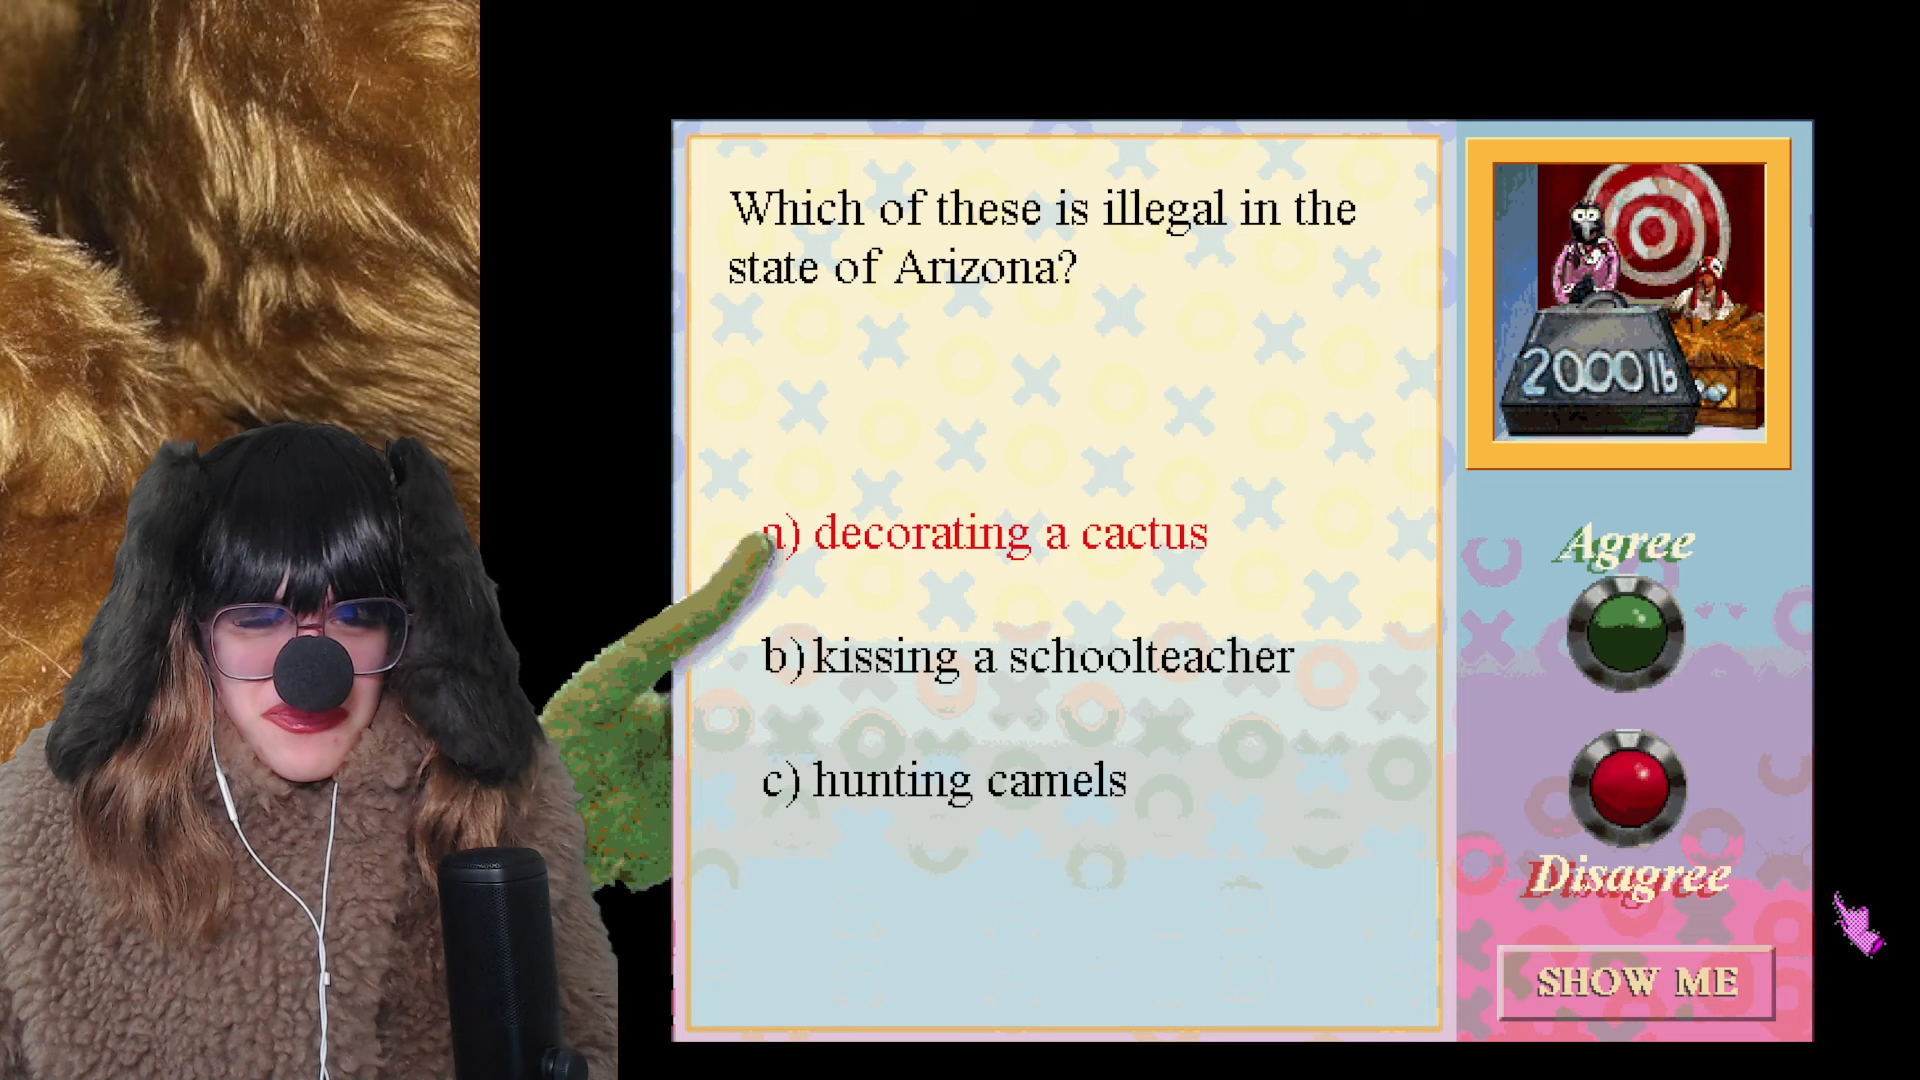 Which of these is illegal in the
state of Arizona?
a) decorating a cactus
b) kissing a schoolteacher
c) hunting camels
2000 lb
Agree
Disagree
SHOW ME